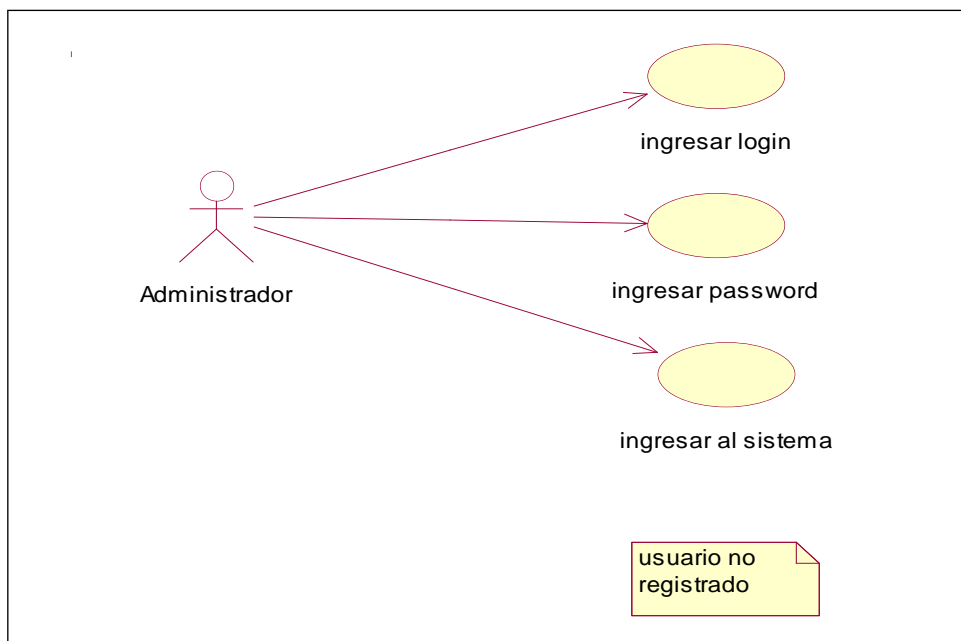 ingresar login
Administrador
ingresar password
ingresar al sistema
usuario no
registrado